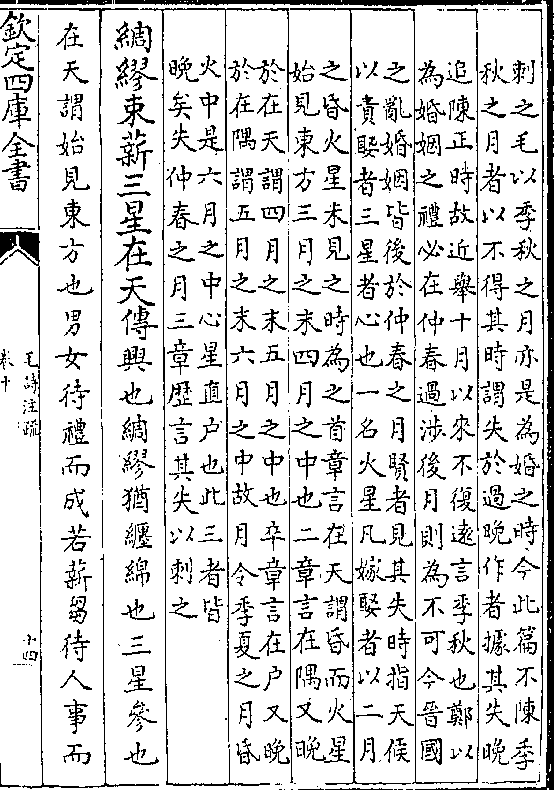 刺之毛以季秋之月亦是為婚之時今此篇不陳季
秋之月者以不得其時謂失於過晚作者據其失晚
追陳正時故近舉十月以來不復遠言季秋也鄭以
為婚姻之禮必在仲春過涉後月則為不可今晉國
之亂婚姻皆後於仲春之月賢者見其失時指天候
以責娶者三星者心也一名火星凡嫁娶者以二月
之昏火星未見之時為之首章言在天謂昏而火星
始見東方三月之末四月之中也二章言在隅又晚
於在天謂四月之末五月之中也卒章言在戶又晚
於在隅謂五月之末六月之中故月令季夏之月昏
火中是六月之中心星直戶也此三者皆
晚矣失仲春之月三章歷言其失以刺之
綢繆束薪三星在天傳興也綢繆猶纏綿也三星參也
在天謂始見東方也男女待禮而成若薪芻待人事而
欽定四庫全書
毛詩注疏
卷十
十四